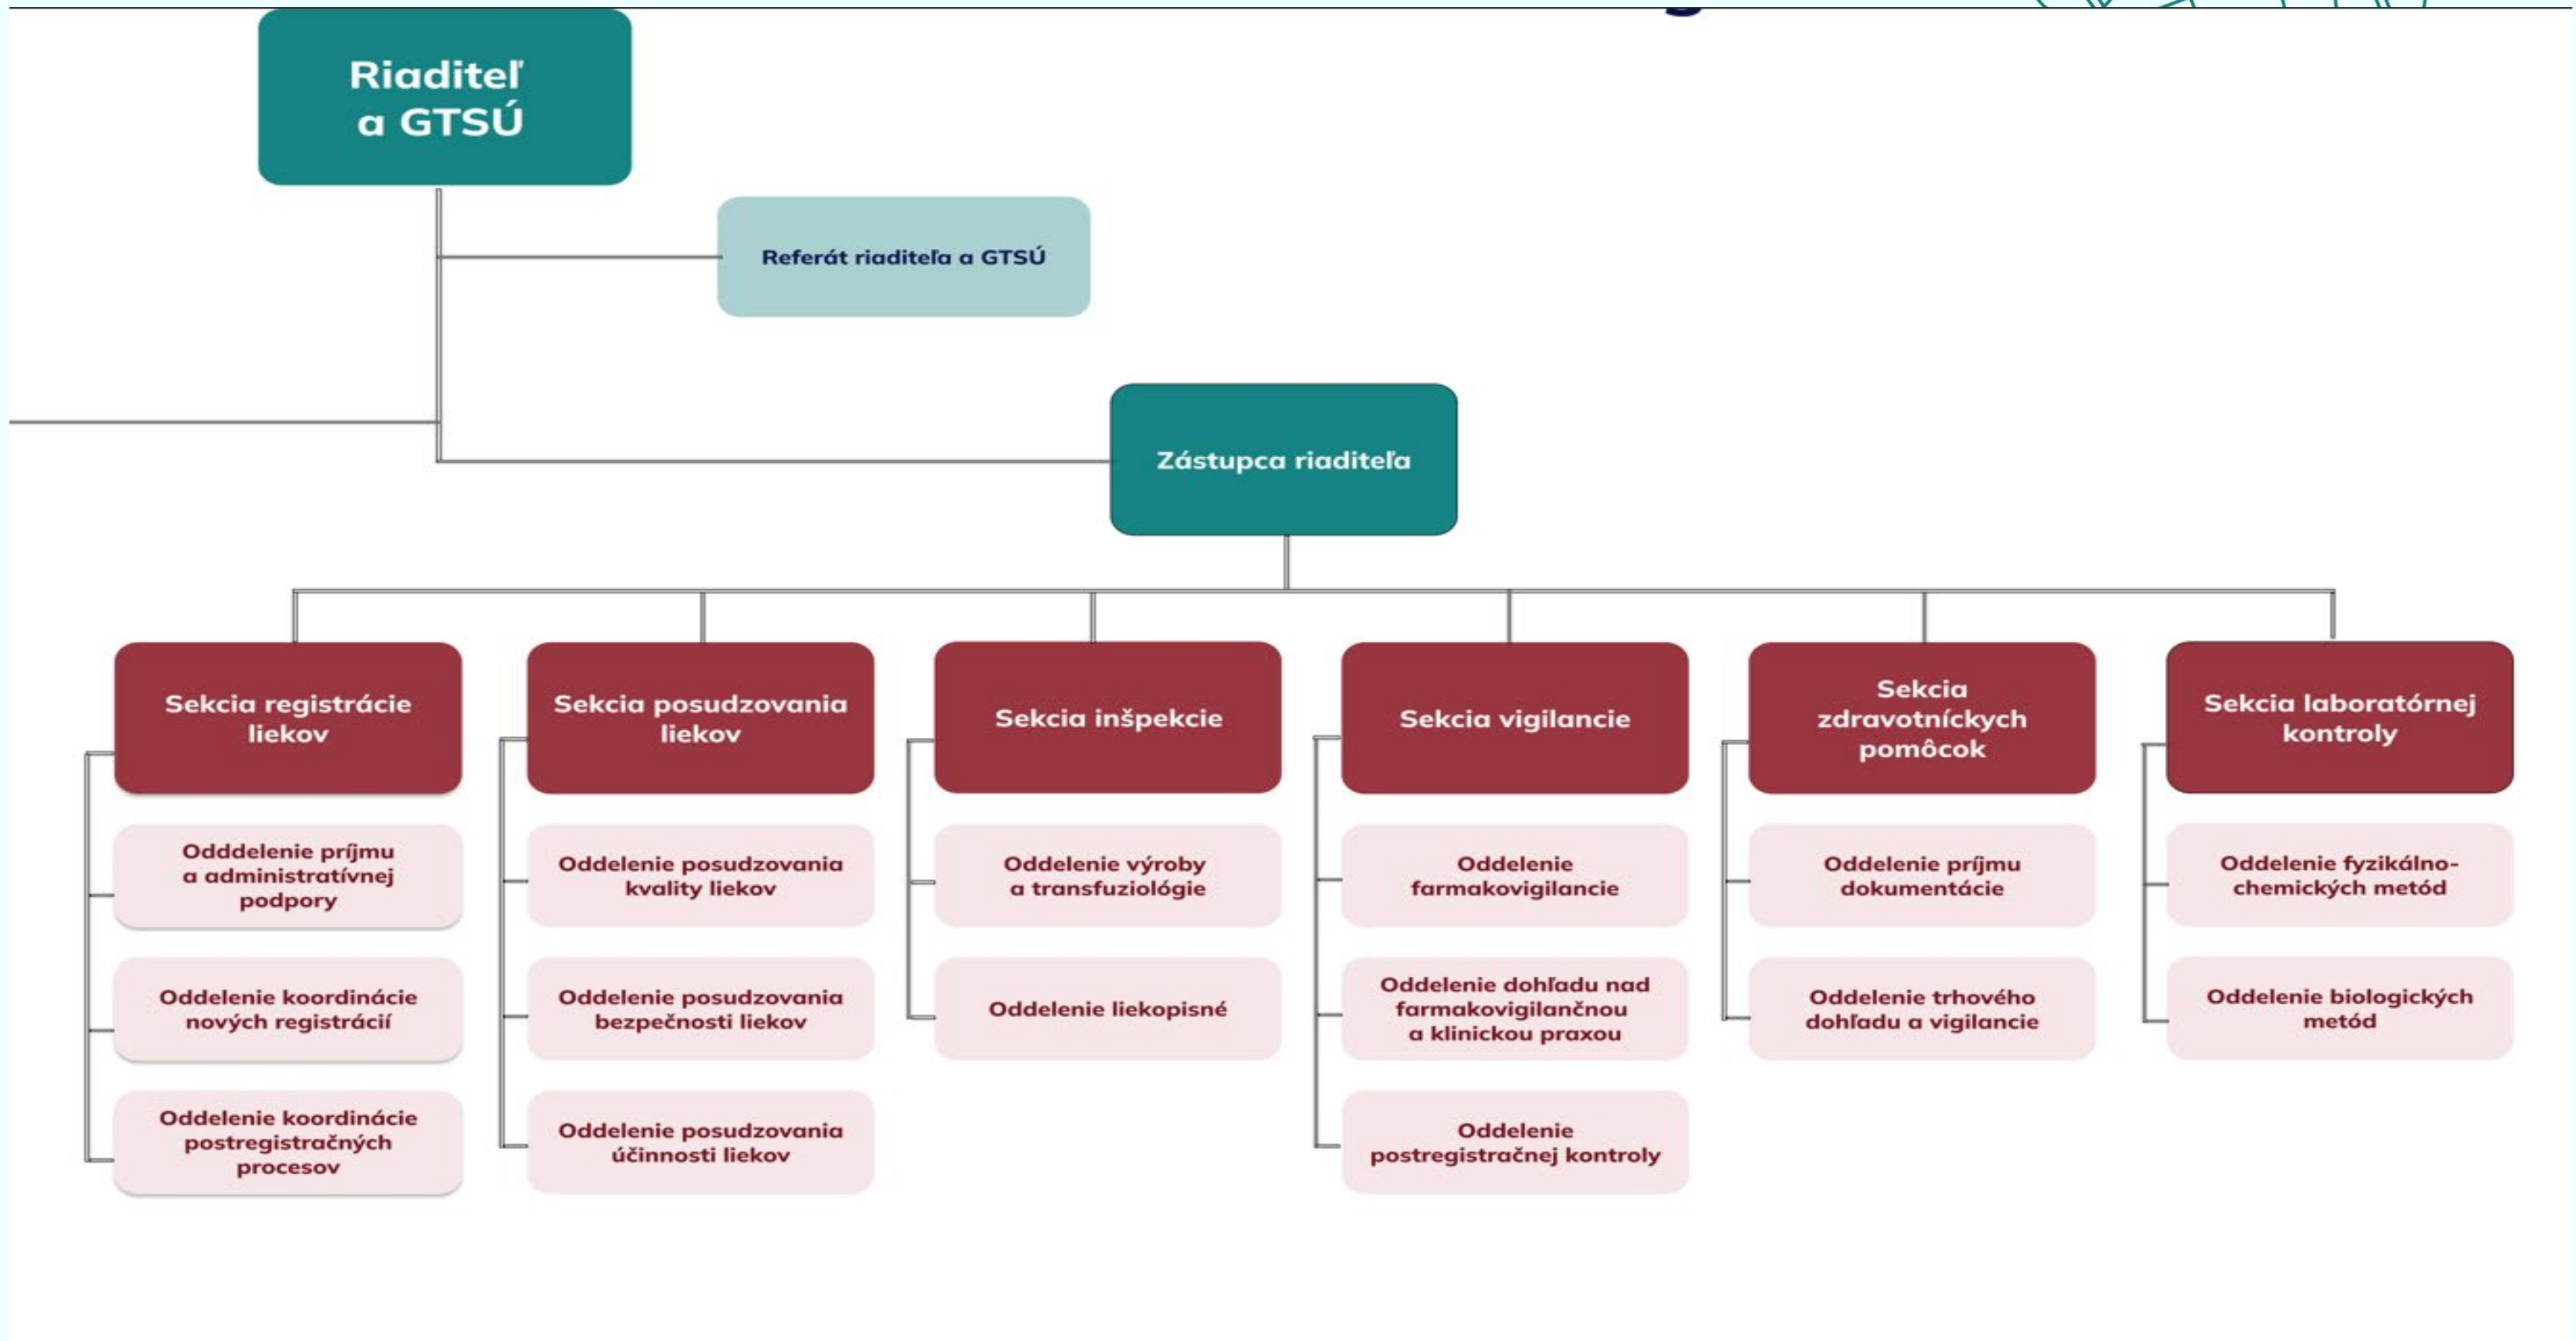 Riaditeľ
a GTSÚ
Referát riaditeľa a GTSÚ
Zástupca riaditeľa
Sekcia registrácie
liekov
Odddelenie príjmu
a administratívnej
podpory
Oddelenie koordinácie
nových registrácií
Oddelenie koordinácie
postregistračných
procesov
Sekcia posudzovania
liekov
Oddelenie posudzovania
kvality liekov
Oddelenie posudzovania
bezpečnosti liekov
Oddelenie posudzovania
účinnosti liekov
Sekcia inšpekcie
Oddelenie výroby
a transfuziológie
Oddelenie liekopisné
Sekcia vigilancie
Oddelenie
farmakovigilancie
Oddelenie dohľadu nad
farmakovigilančnou
a klinickou praxou
Oddelenie
postregistračnej kontroly
Sekcia
zdravotníckych
pomôcok
Oddelenie príjmu
dokumentácie
Oddelenie trhového
dohľadu a vigilancie
Sekcia laboratórnej
kontroly
Oddelenie fyzikálno-
chemických metód
Oddelenie biologických
metód